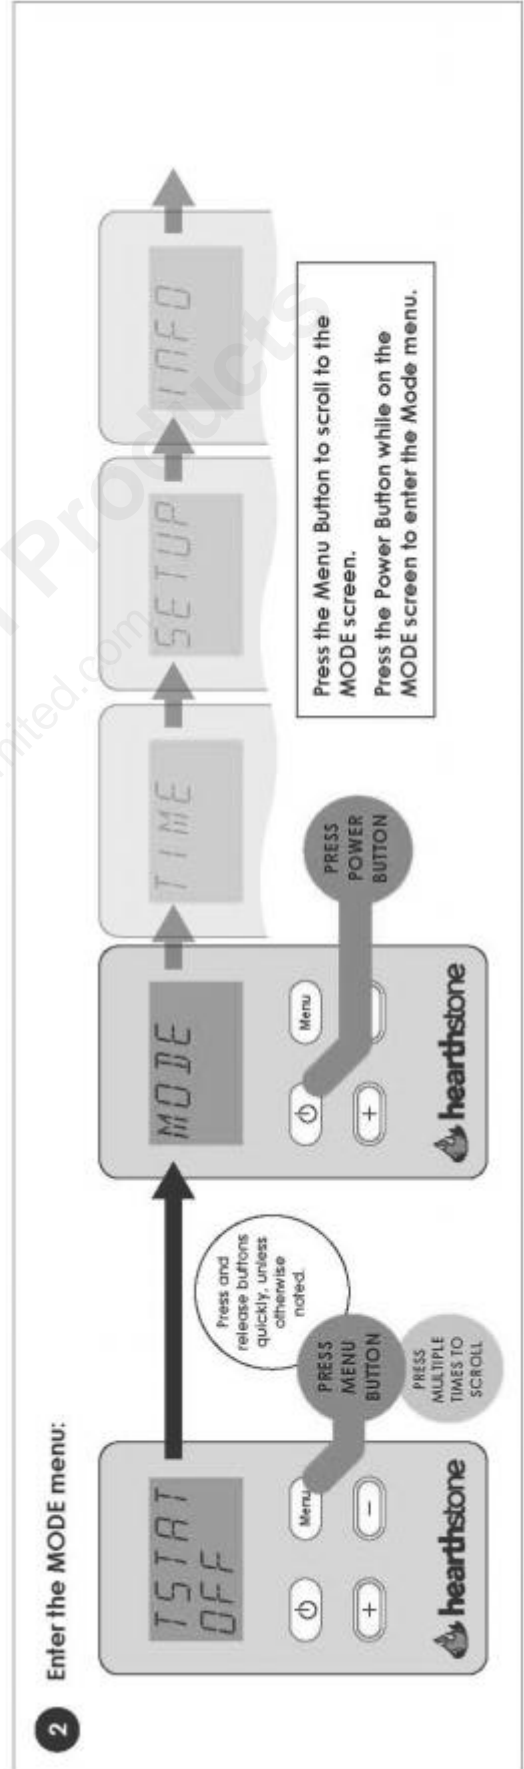 2 Enter the MODE menu:
TSTAT
OFF
Menu
+ −
hearthstone
PRESS
MENU
BUTTON
PRESS
MULTIPLE
TIMES TO
SCROLL
Press and
release buttons
quickly, unless
otherwise
noted.
MODE
Menu
+
hearthstone
PRESS
POWER
BUTTON
TIME
SETUP
INFO
Press the Menu Button to scroll to the
MODE screen.
Press the Power Button while on the
MODE screen to enter the Mode menu.
Products